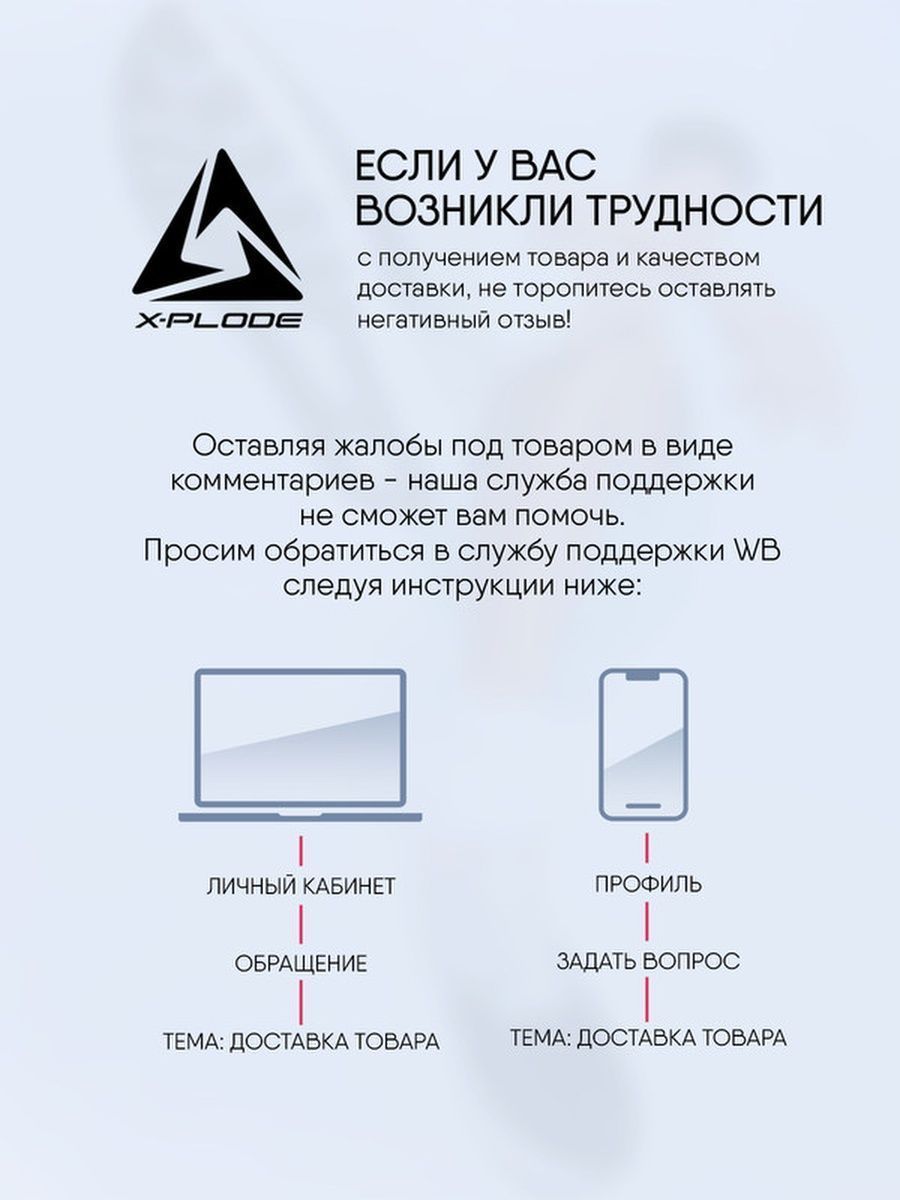 ЕСЛИ У ВАС
ВОЗНИКЛИ ТРУДНОСТИ
с получением товара и качеством
доставки, не торопитесь оставлять
негативный отзыв!
X-PLODE
Оставляя жалобы под товаром в виде
комментариев - наша служба поддержки
не сможет вам помочь.
Просим обратиться в службу поддержки WB
следуя инструкции ниже:
ЛИЧНЫЙ КАБИНЕТ
ОБРАЩЕНИЕ
ТЕМА: ДОСТАВКА ТОВАРА
ПРОФИЛЬ
ЗАДАТЬ ВОПРОС
ТЕМА: ДОСТАВКА ТОВАРА